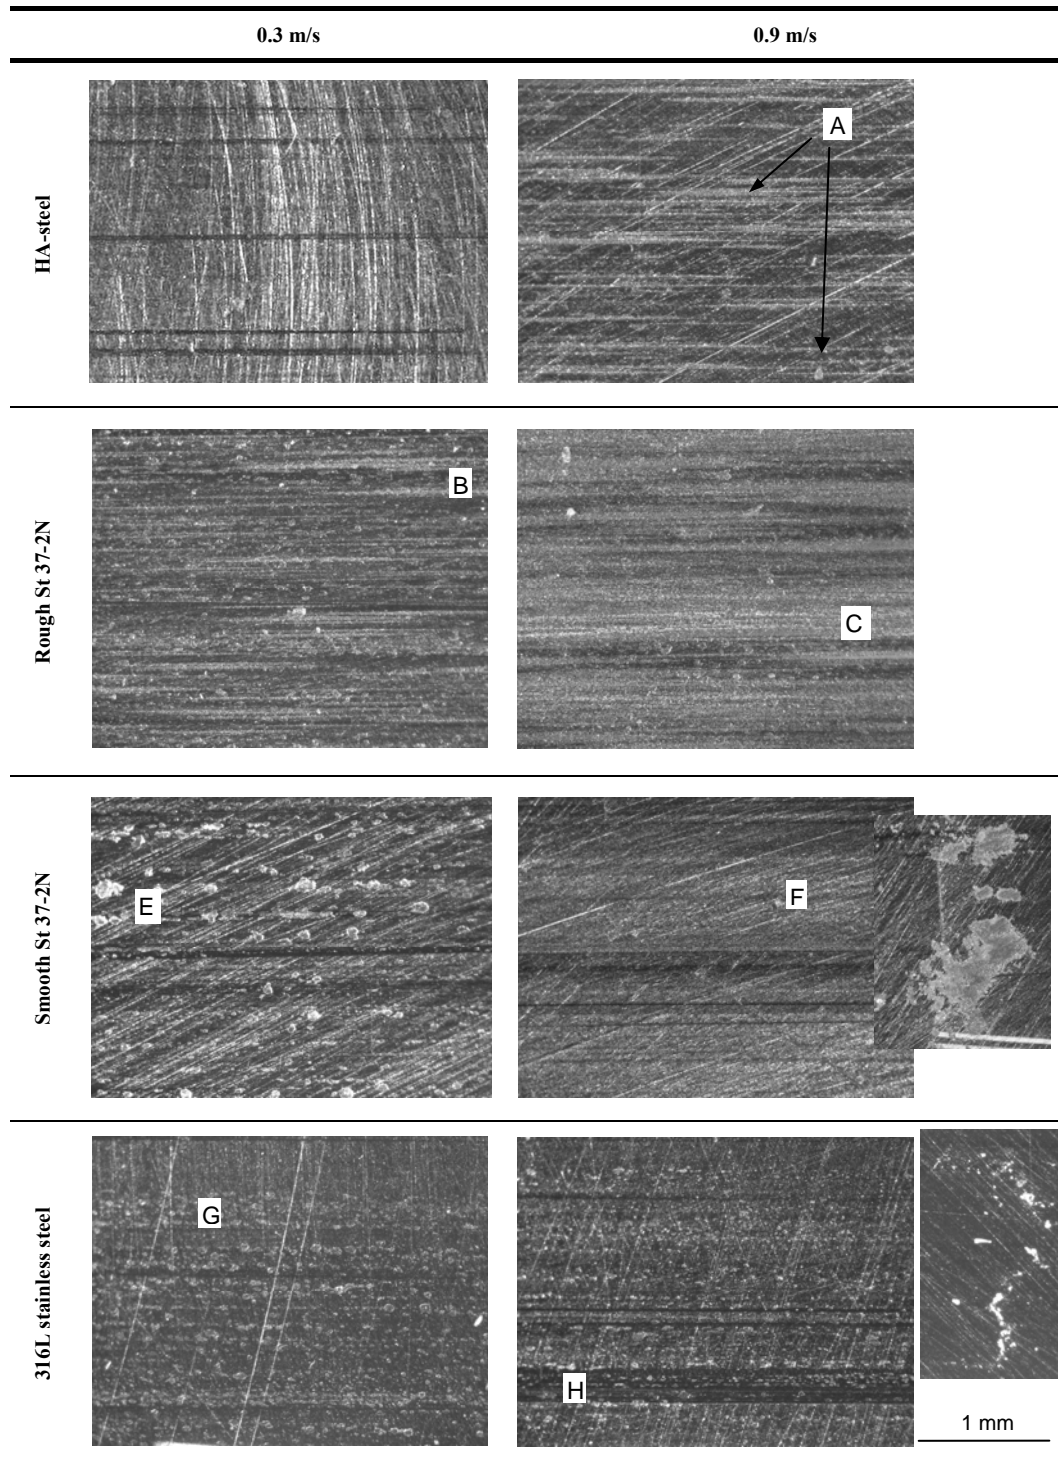 0.3 m/s 0.9 m/s
HA-steel
A
Rough St 37-2N
B
C
Smooth St 37-2N
E
F
316L stainless steel
G
H
1 mm